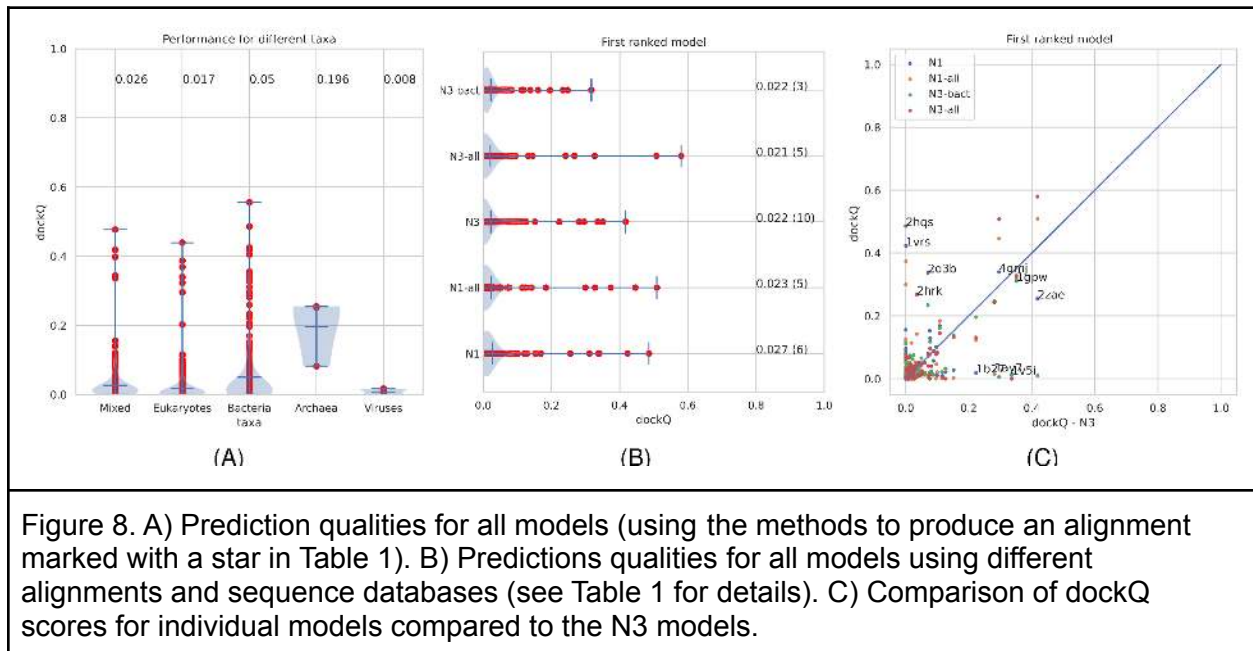 Performance for different taxa
1.0
0.8
0.6
0.4
0.2
0.0
dockQ
0.026 0.017 0.05 0.196 0.008
Mixed Eukaryotes Bacteria Archaea Viruses
taxa
(A)
First ranked model
N3-bact
0.022 (3)
N3-all
0.021 (5)
N3
0.022 (10)
N1-all
0.023 (5)
N1
0.027 (6)
0.0 0.2 0.4 0.6 0.8 1.0
dockQ
(B)
First ranked model
1.0
0.8
0.6
0.4
0.2
0.0
dockQ
N1
N1-all
N3-bact
N3-all
2hqs
1vrs
2o3b
4gmj
1gpw
2hrk
2zae
0.0 0.2 0.4 0.6 0.8 1.0
dockQ - N3
(C)
Figure 8. A) Prediction qualities for all models (using the methods to produce an alignment
marked with a star in Table 1). B) Predictions qualities for all models using different
alignments and sequence databases (see Table 1 for details). C) Comparison of dockQ
scores for individual models compared to the N3 models.